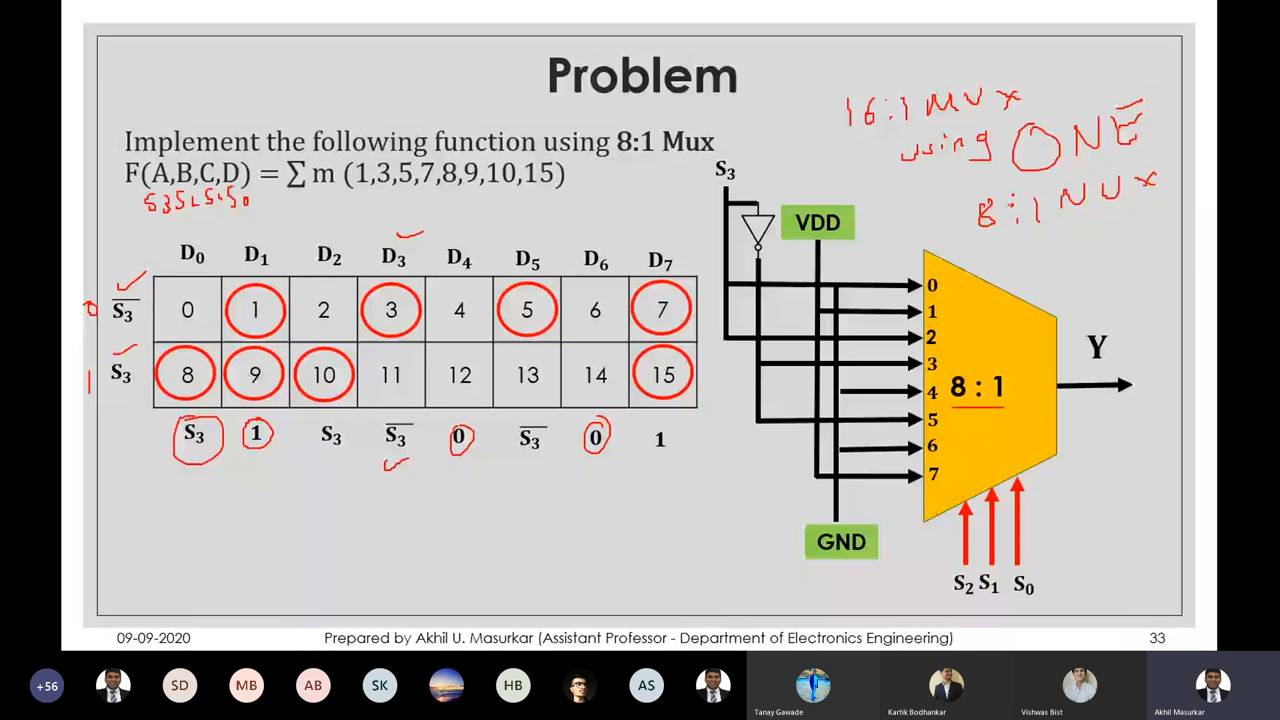 Problem
16:1 MUX
using ONE
8:1 MUX
Implement the following function using 8:1 Mux
F(A,B,C,D) = ∑ m (1,3,5,7,8,9,10,15)
S3 S2 S1 S0
D₀ D₁ D₂ D₃ D₄ D₅ D₆ D₇
0 S̅₃ 0 1 2 3 4 5 6 7
1 S₃ 8 9 10 11 12 13 14 15
S₃ 1 S₃ S̅₃ 0 S̅₃ 0 1
S₃
VDD
0
1
2
3
4
5
6
7
8 : 1
Y
GND
S₂ S₁ S₀
09-09-2020 Prepared by Akhil U. Masurkar (Assistant Professor - Department of Electronics Engineering) 33
+56 SD MB AB SK HB AS
Tanay Gawade Kartik Bodhankar Vishwas Bist Akhil Masurkar